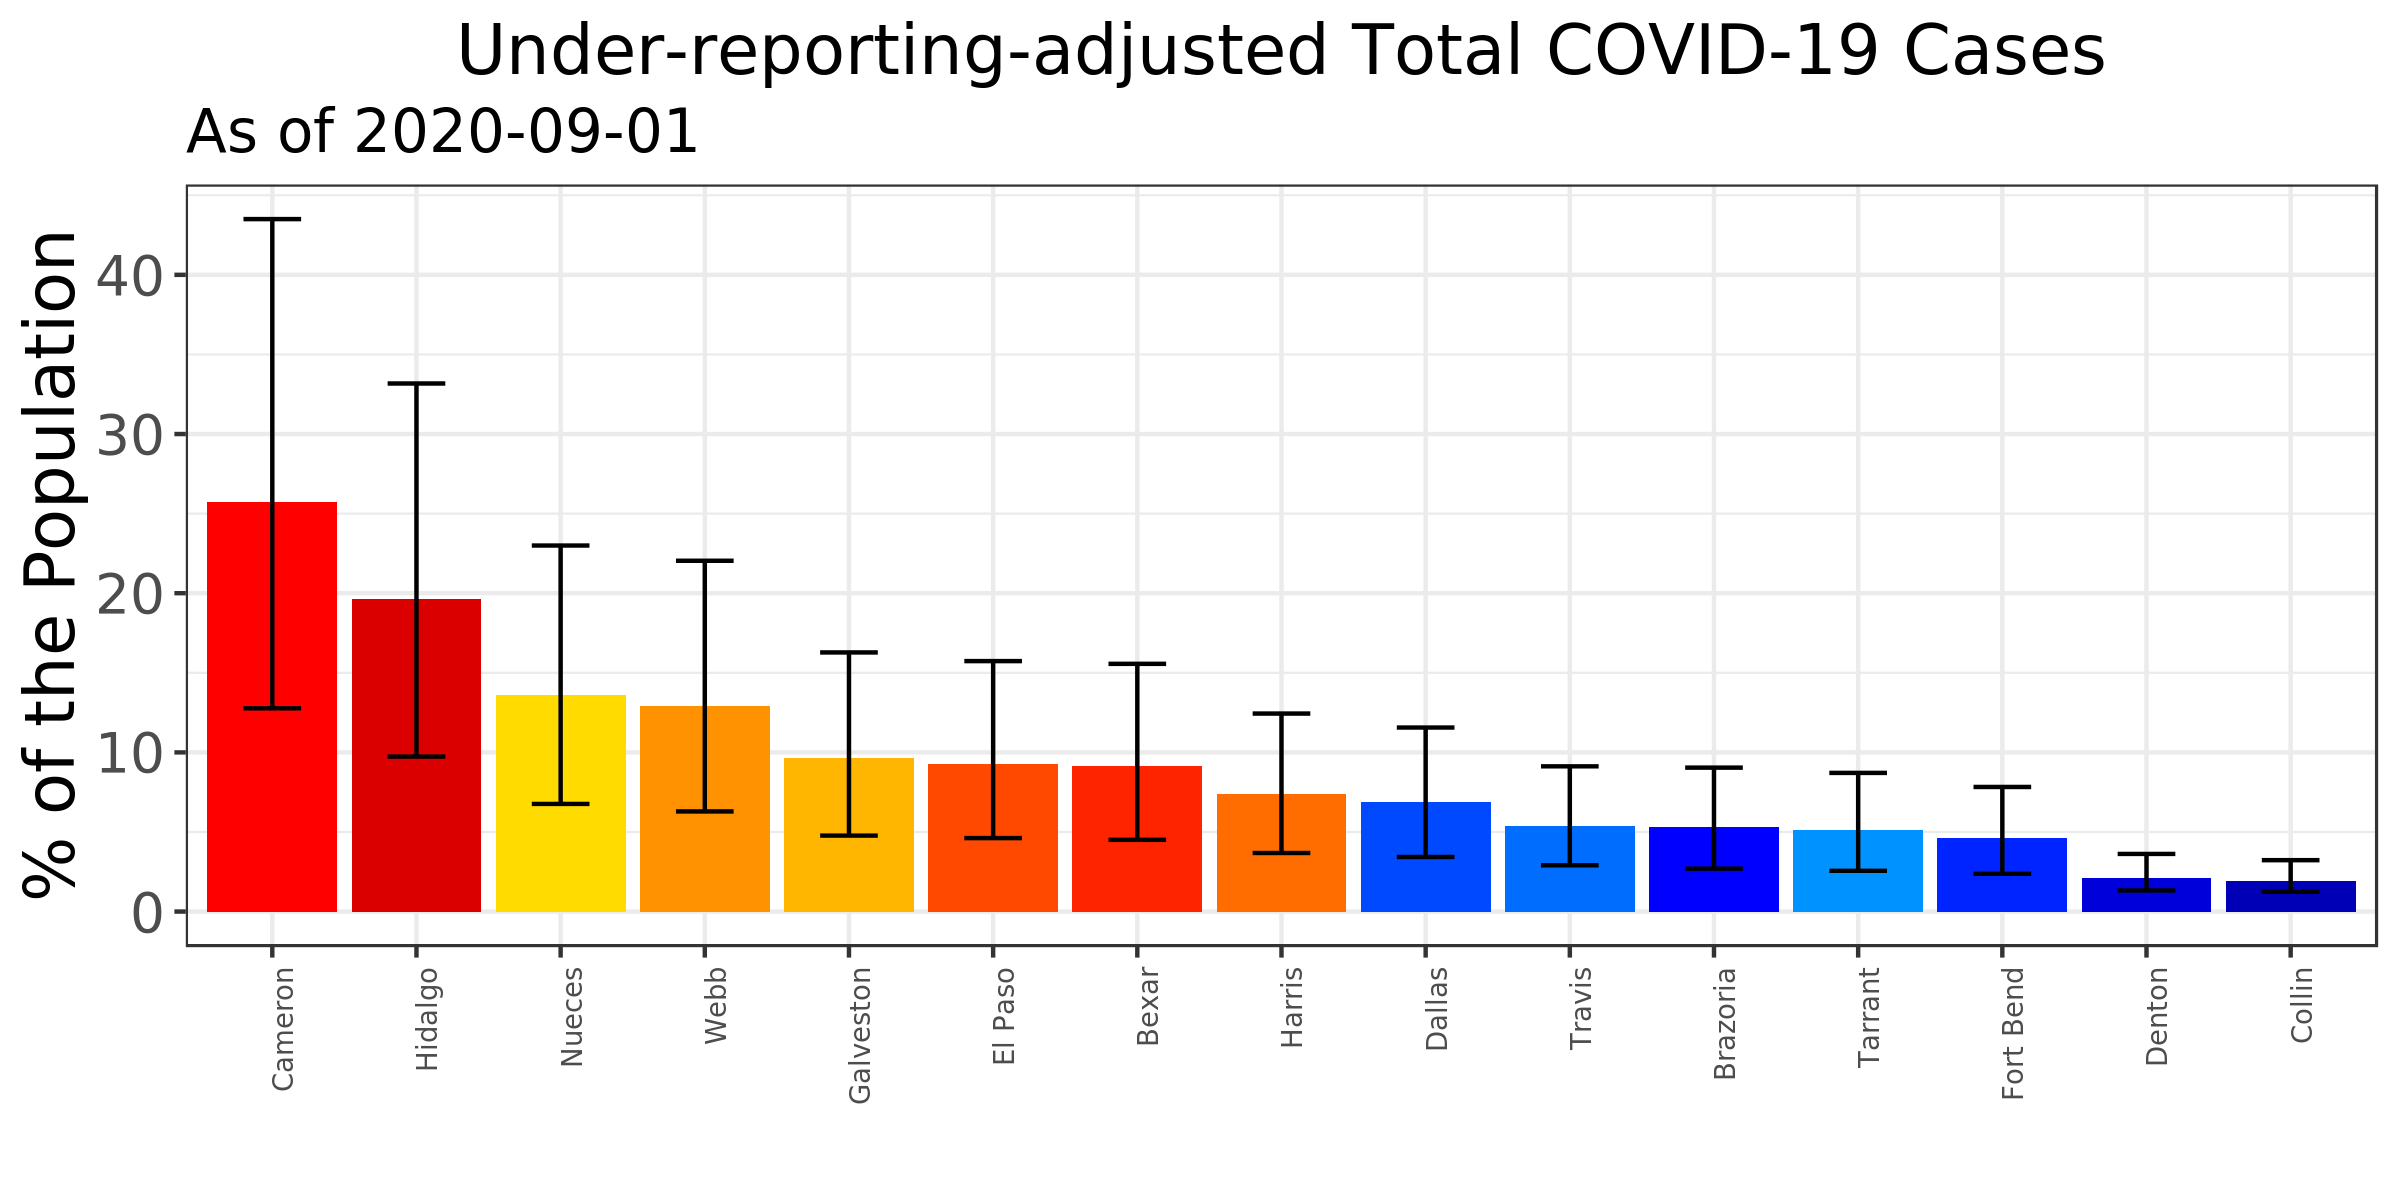 Under-reporting-adjusted Total COVID-19 Cases
As of 2020-09-01
% of the Population
40
30
20
10
0
Cameron
Hidalgo
Nueces
Webb
Galveston
El Paso
Bexar
Harris
Dallas
Travis
Brazoria
Tarrant
Fort Bend
Denton
Collin